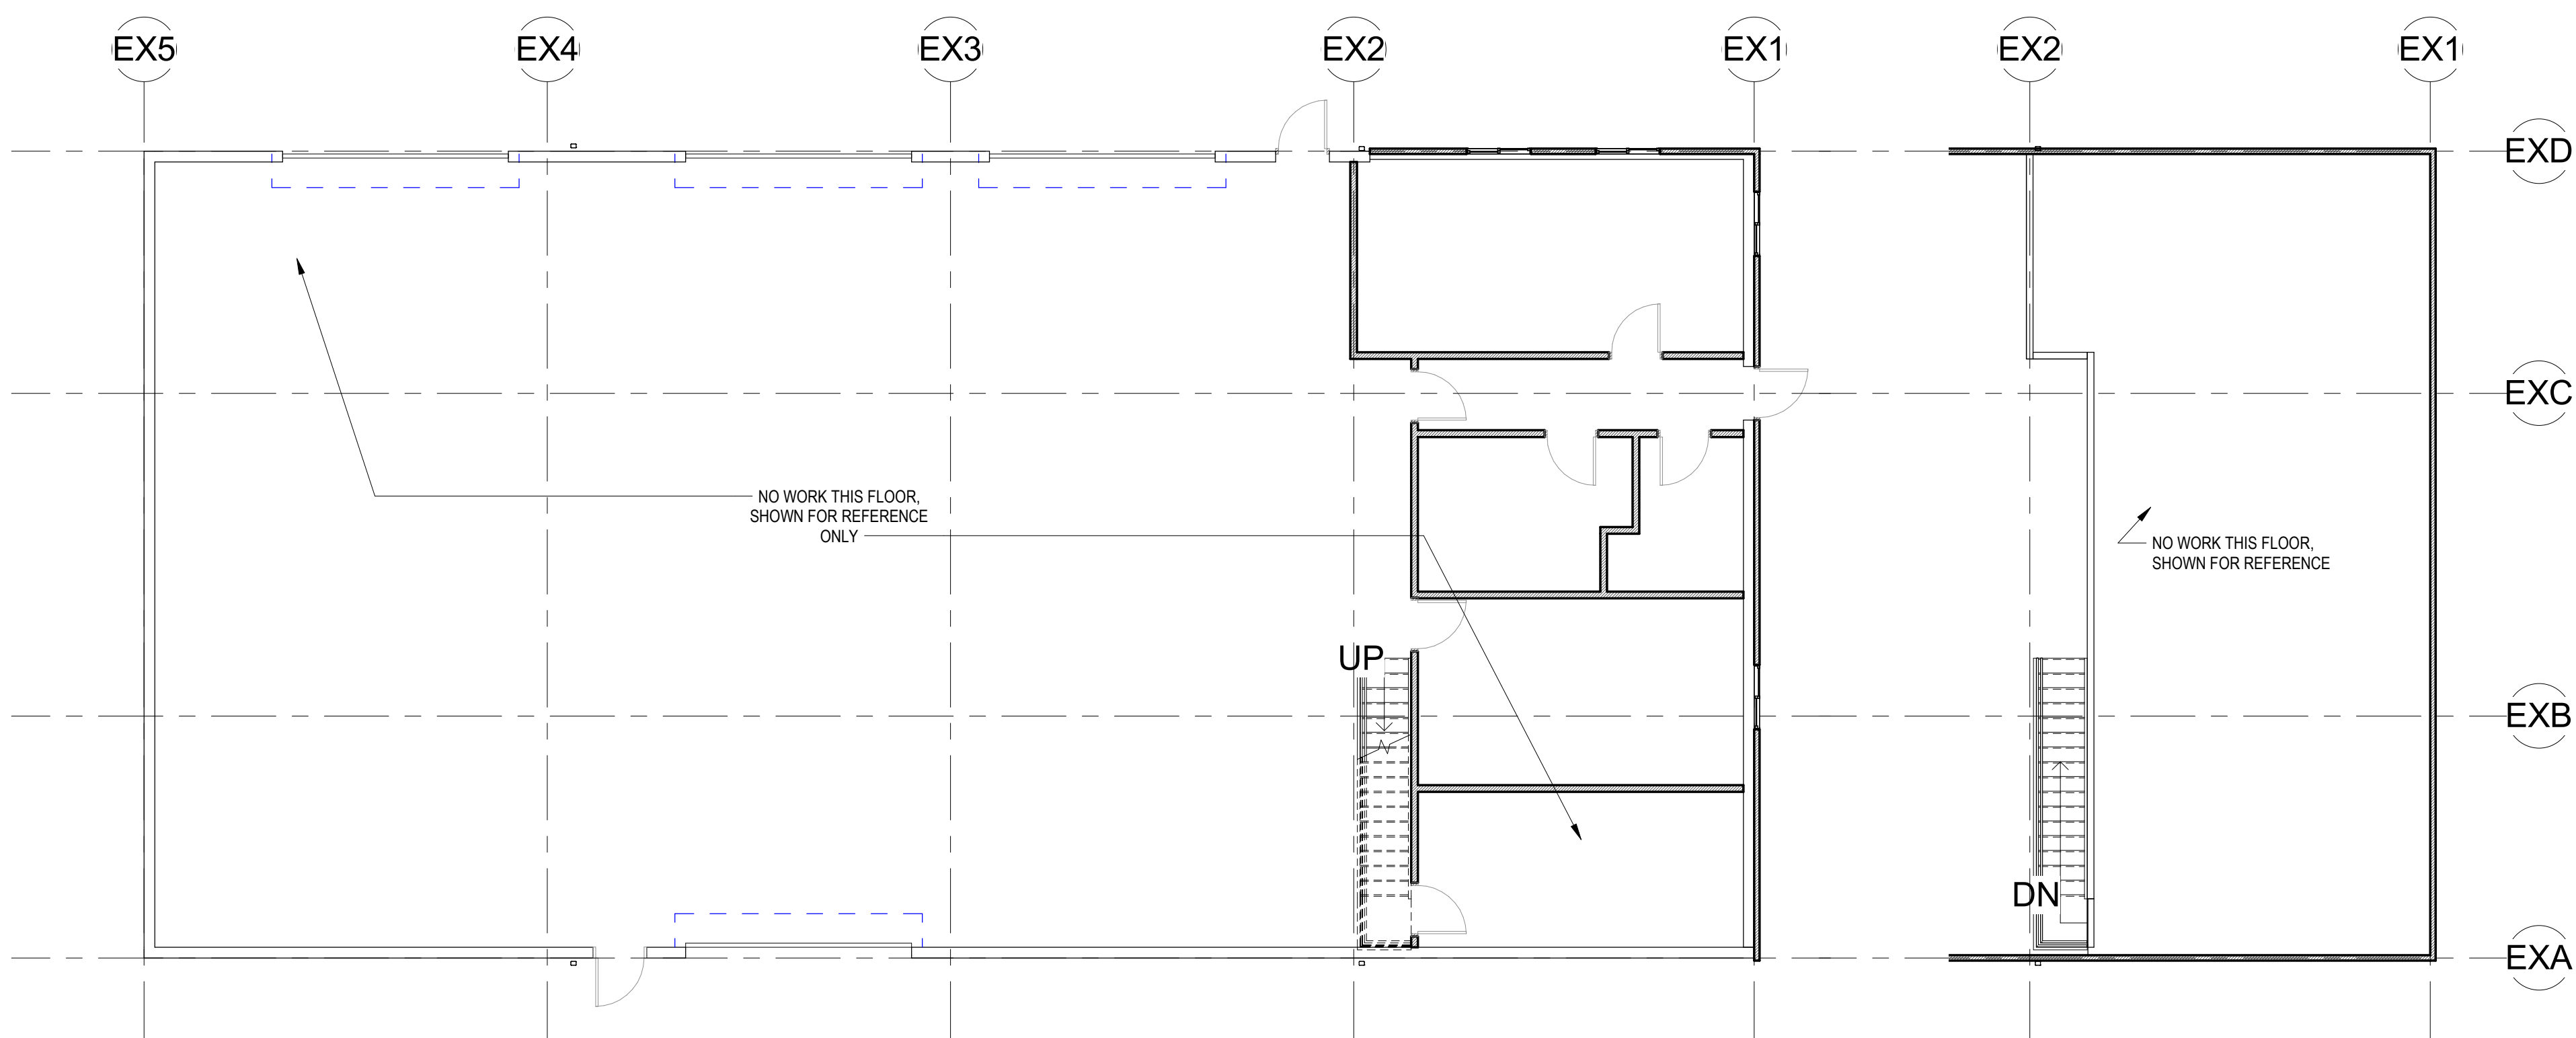 EX5
EX4
EX3
EX2
EX1
EX2
EX1
EXD
EXC
NO WORK THIS FLOOR,
SHOWN FOR REFERENCE
ONLY
NO WORK THIS FLOOR,
SHOWN FOR REFERENCE
UP
EXB
DN
EXA